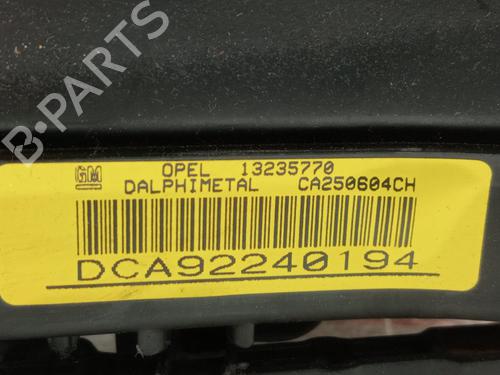 B-PARTS
GM OPEL 13235770
DALPHIMETAL CA250604CH
DCA92240194